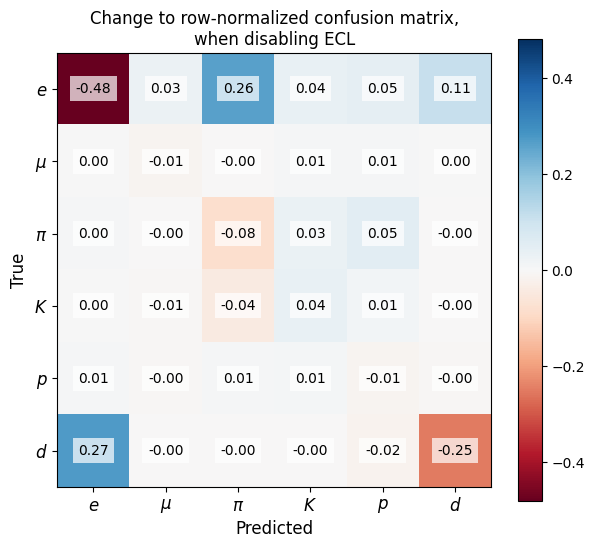 Change to row-normalized confusion matrix,
when disabling ECL
e -0.48 0.03 0.26 0.04 0.05 0.11
μ 0.00 -0.01 -0.00 0.01 0.01 0.00
π 0.00 -0.00 -0.08 0.03 0.05 -0.00
K 0.00 -0.01 -0.04 0.04 0.01 -0.00
p 0.01 -0.00 0.01 0.01 -0.01 -0.00
d 0.27 -0.00 -0.00 -0.00 -0.02 -0.25
e μ π K p d
Predicted
True
0.4
0.2
0.0
−0.2
−0.4